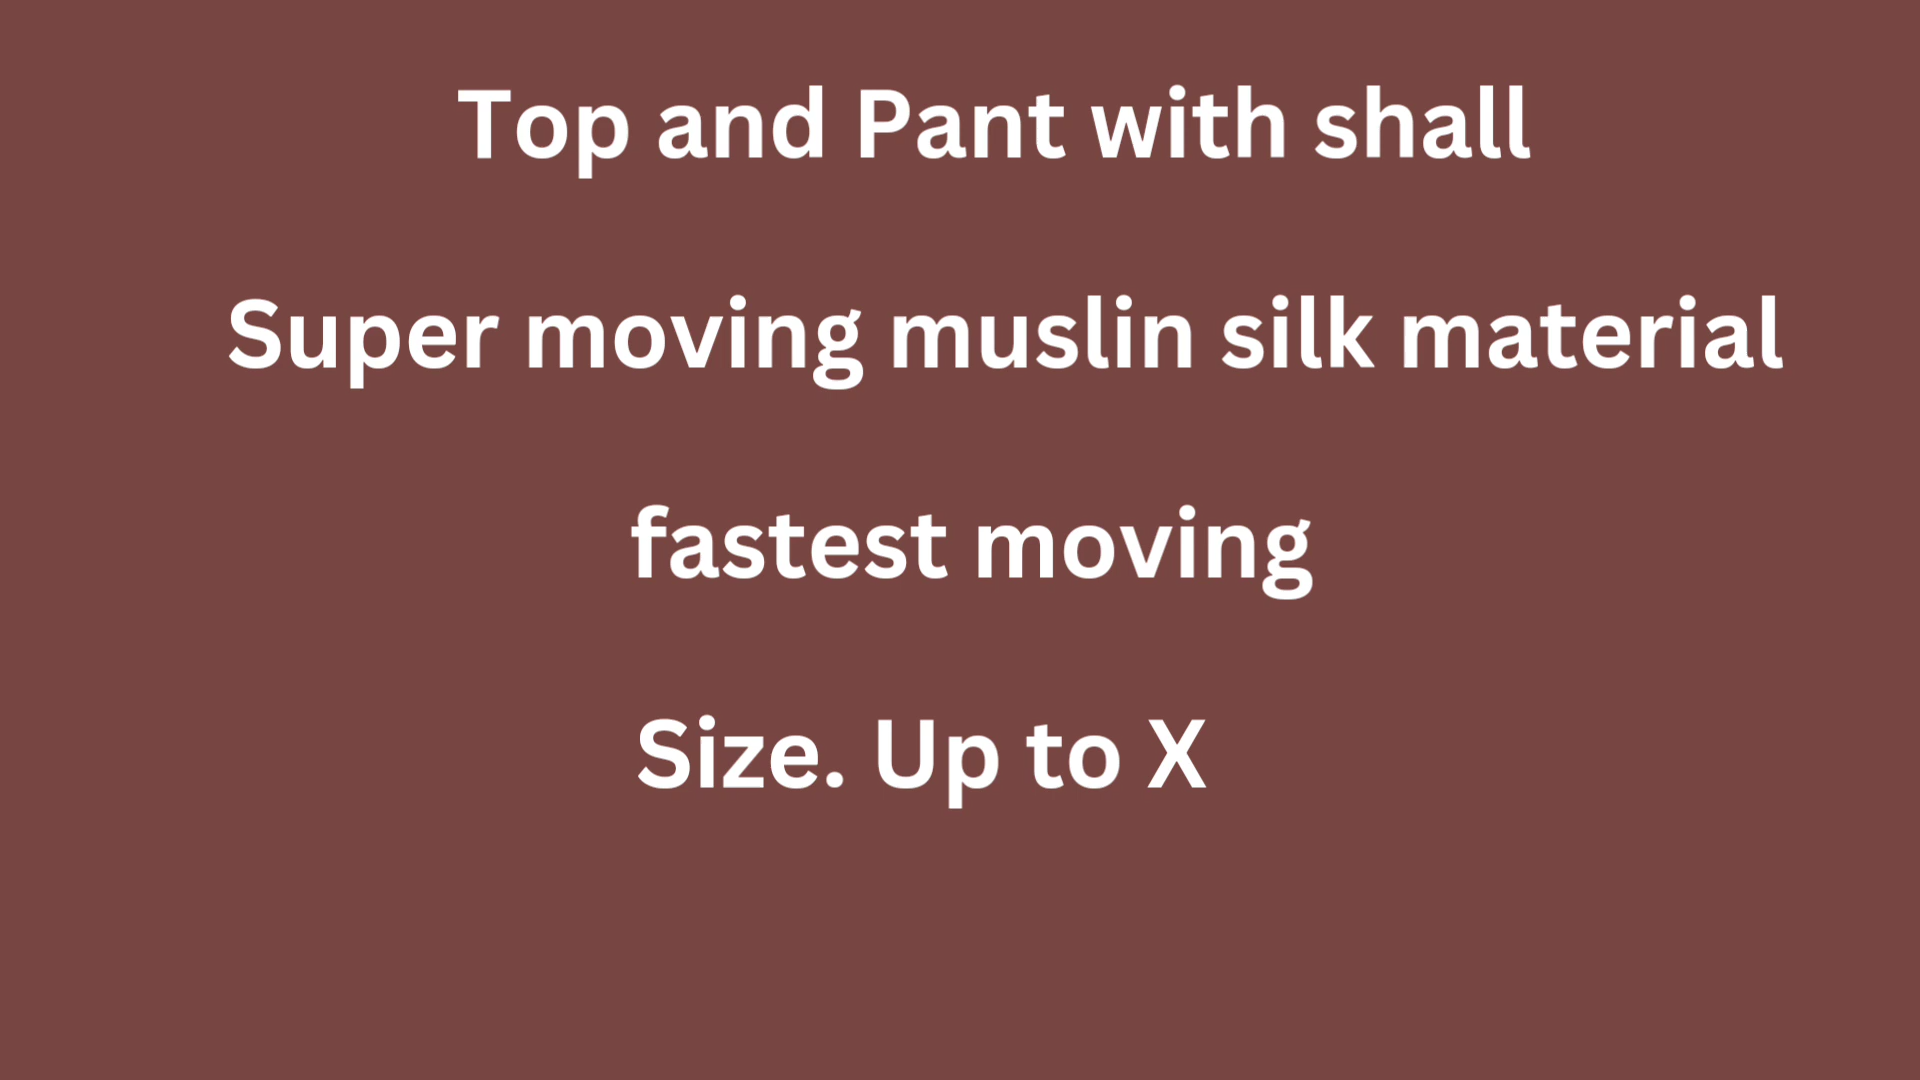 Top and Pant with shall
Super moving muslin silk material
fastest moving
Size. Up to X